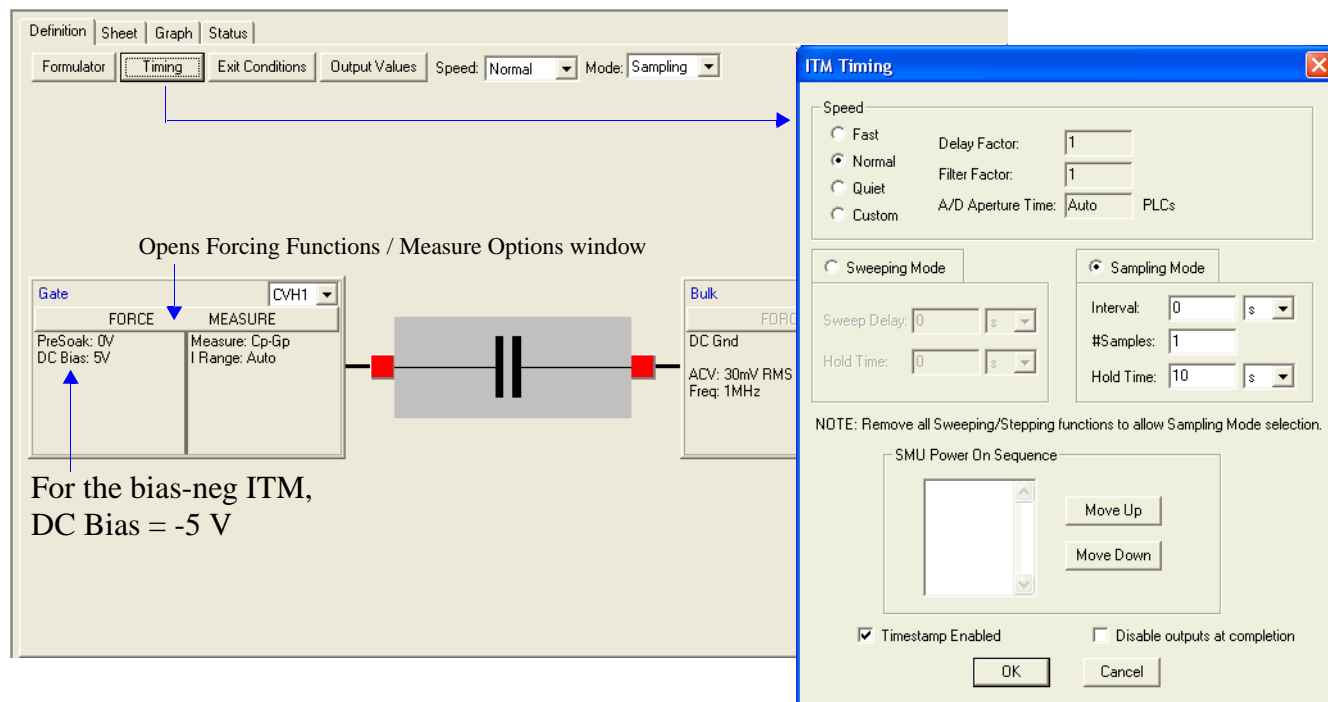 Definition Sheet Graph Status
Formulator Timing Exit Conditions Output Values Speed: Normal Mode: Sampling
Opens Forcing Functions / Measure Options window
Gate CVH1
FORCE MEASURE
PreSoak: 0V
DC Bias: 5V
Measure: Cp-Gp
I Range: Auto
Bulk
DC Gnd
ACV: 30mV RMS
Freq: 1MHz
For the bias-neg ITM,
DC Bias = -5 V
ITM Timing
Speed
Fast
Normal
Quiet
Custom
Delay Factor: 1
Filter Factor: 1
A/D Aperture Time: Auto PLCs
Sweeping Mode
Sweep Delay: 0 s
Hold Time: 0 s
Sampling Mode
Interval: 0 s
#Samples: 1
Hold Time: 10 s
NOTE: Remove all Sweeping/Stepping functions to allow Sampling Mode selection.
SMU Power On Sequence
Move Up
Move Down
Timestamp Enabled
Disable outputs at completion
OK Cancel